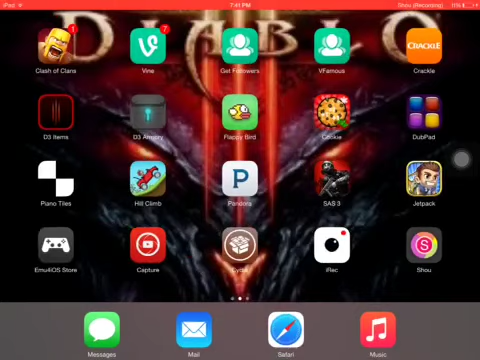 iPad
7:41 PM
Shou (Recording)
11%
DIABLO
1
7
CRACKLE
Clash of Clans
Vine
Get Followers
VFamous
Crackle
D3 Items
D3 Armory
Flappy Bird
Cookie
DubPad
P
Piano Tiles
Hill Climb
Pandora
SAS 3
Jetpack
S
Emu4iOS Store
Capture
Cydia
iRec
Shou
Messages
Mail
Safari
Music